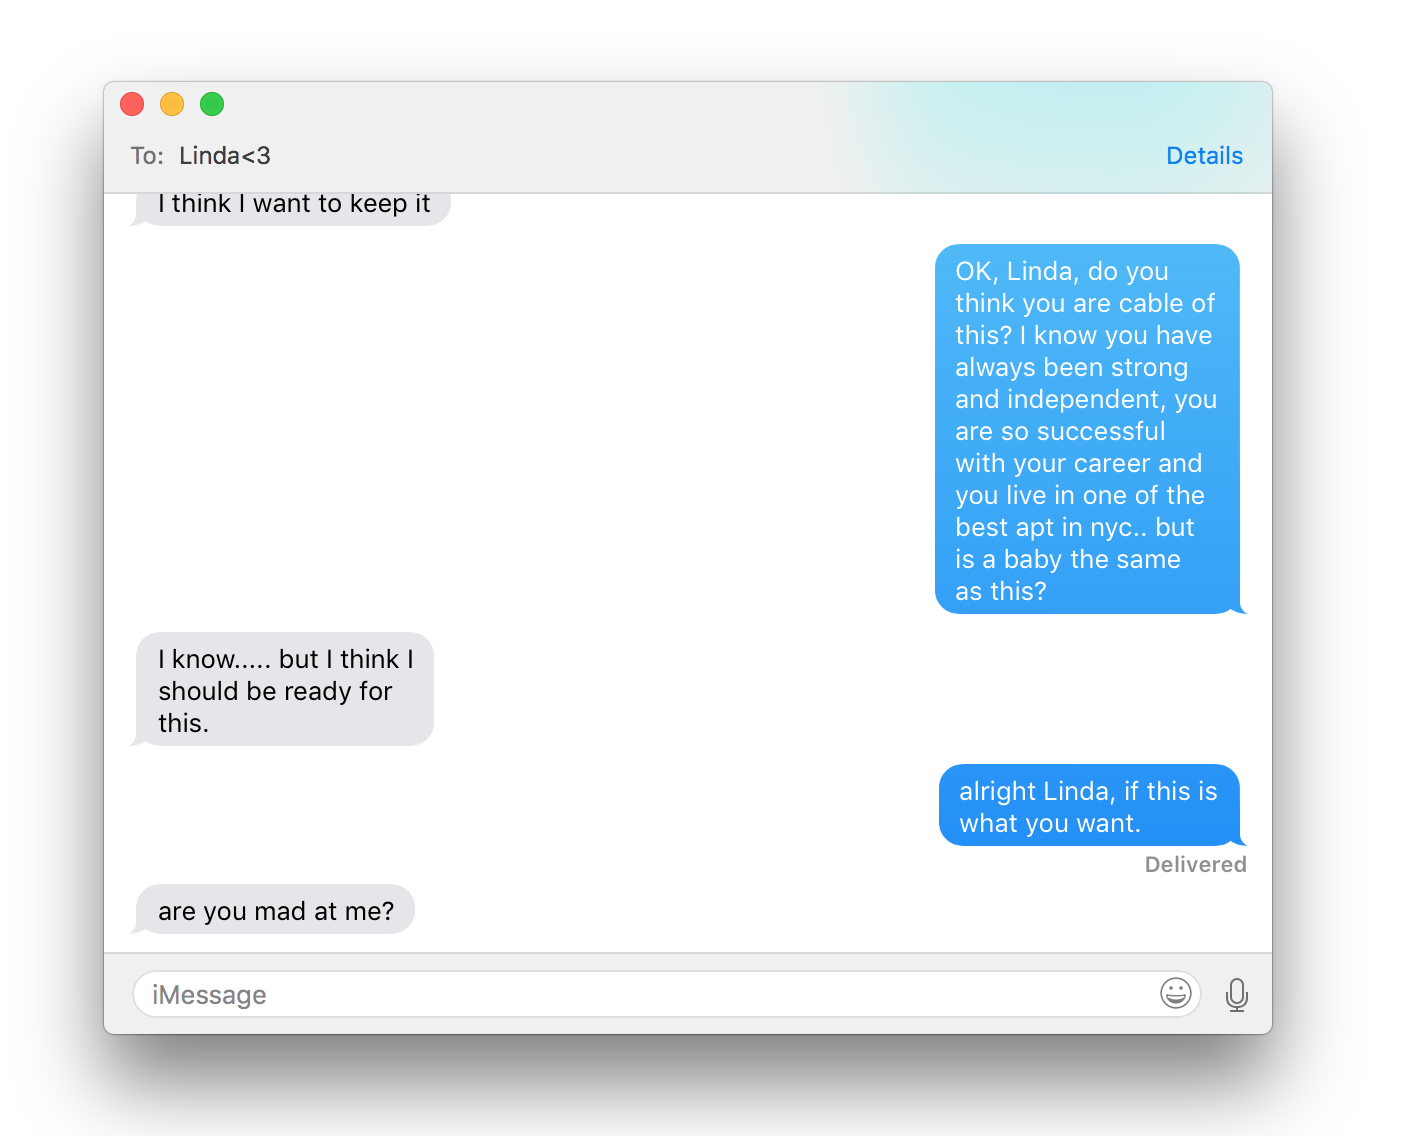 To: Linda<3
Details
I think I want to keep it
OK, Linda, do you
think you are cable of
this? I know you have
always been strong
and independent, you
are so successful
with your career and
you live in one of the
best apt in nyc.. but
is a baby the same
as this?
I know..... but I think I
should be ready for
this.
alright Linda, if this is
what you want.
Delivered
are you mad at me?
iMessage